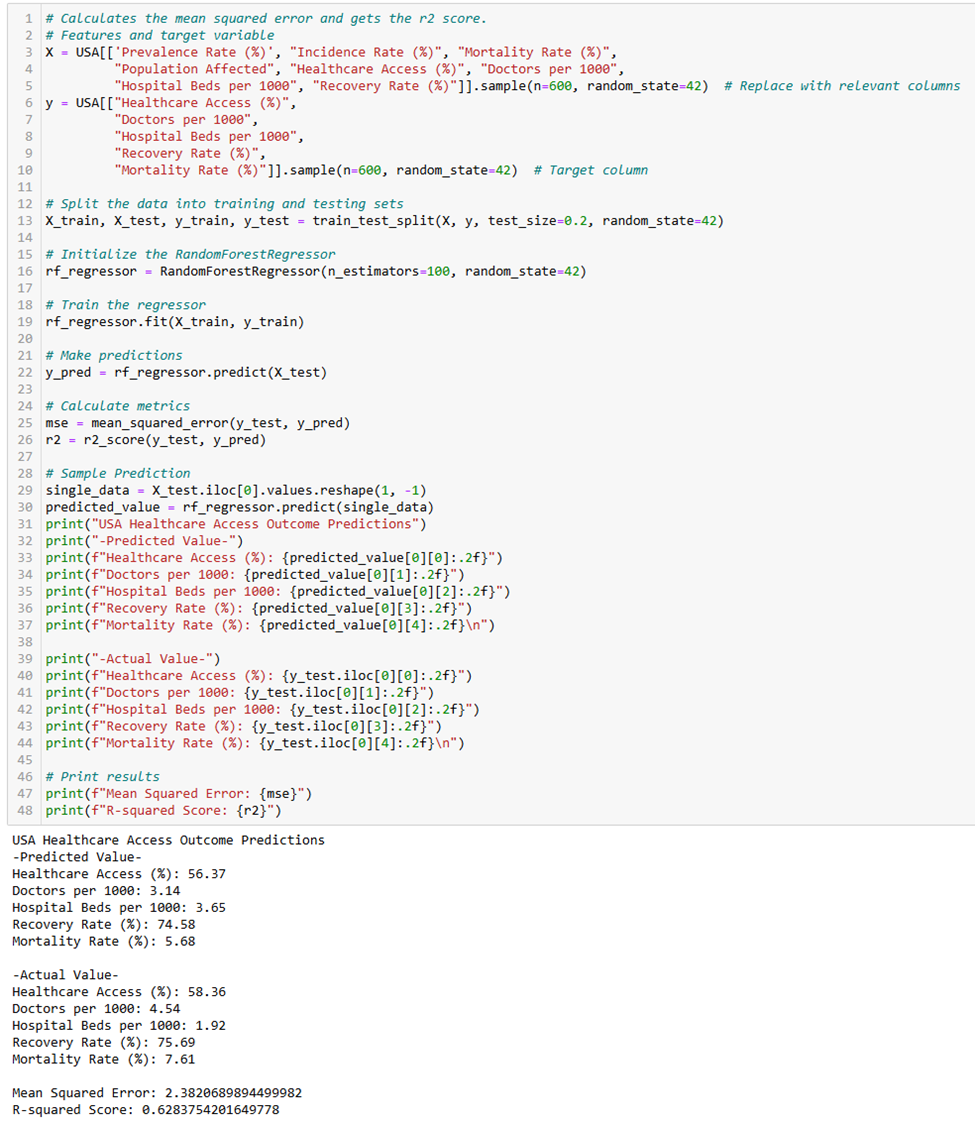 1 # Calculates the mean squared error and gets the r2 score.
2 # Features and target variable
3 X = USA[['Prevalence Rate (%)', "Incidence Rate (%)", "Mortality Rate (%)",
4 "Population Affected", "Healthcare Access (%)", "Doctors per 1000",
5 "Hospital Beds per 1000", "Recovery Rate (%)"]].sample(n=600, random_state=42) # Replace with relevant columns
6 y = USA[["Healthcare Access (%)",
7 "Doctors per 1000",
8 "Hospital Beds per 1000",
9 "Recovery Rate (%)",
10 "Mortality Rate (%)"]].sample(n=600, random_state=42) # Target column
11
12 # Split the data into training and testing sets
13 X_train, X_test, y_train, y_test = train_test_split(X, y, test_size=0.2, random_state=42)
14
15 # Initialize the RandomForestRegressor
16 rf_regressor = RandomForestRegressor(n_estimators=100, random_state=42)
17
18 # Train the regressor
19 rf_regressor.fit(X_train, y_train)
20
21 # Make predictions
22 y_pred = rf_regressor.predict(X_test)
23
24 # Calculate metrics
25 mse = mean_squared_error(y_test, y_pred)
26 r2 = r2_score(y_test, y_pred)
27
28 # Sample Prediction
29 single_data = X_test.iloc[0].values.reshape(1, -1)
30 predicted_value = rf_regressor.predict(single_data)
31 print("USA Healthcare Access Outcome Predictions")
32 print("-Predicted Value-")
33 print(f"Healthcare Access (%): {predicted_value[0][0]:.2f}")
34 print(f"Doctors per 1000: {predicted_value[0][1]:.2f}")
35 print(f"Hospital Beds per 1000: {predicted_value[0][2]:.2f}")
36 print(f"Recovery Rate (%): {predicted_value[0][3]:.2f}")
37 print(f"Mortality Rate (%): {predicted_value[0][4]:.2f}\n")
38
39 print("-Actual Value-")
40 print(f"Healthcare Access (%): {y_test.iloc[0][0]:.2f}")
41 print(f"Doctors per 1000: {y_test.iloc[0][1]:.2f}")
42 print(f"Hospital Beds per 1000: {y_test.iloc[0][2]:.2f}")
43 print(f"Recovery Rate (%): {y_test.iloc[0][3]:.2f}")
44 print(f"Mortality Rate (%): {y_test.iloc[0][4]:.2f}\n")
45
46 # Print results
47 print(f"Mean Squared Error: {mse}")
48 print(f"R-squared Score: {r2}")
USA Healthcare Access Outcome Predictions
-Predicted Value-
Healthcare Access (%): 56.37
Doctors per 1000: 3.14
Hospital Beds per 1000: 3.65
Recovery Rate (%): 74.58
Mortality Rate (%): 5.68
-Actual Value-
Healthcare Access (%): 58.36
Doctors per 1000: 4.54
Hospital Beds per 1000: 1.92
Recovery Rate (%): 75.69
Mortality Rate (%): 7.61
Mean Squared Error: 2.3820689894499982
R-squared Score: 0.6283754201649778